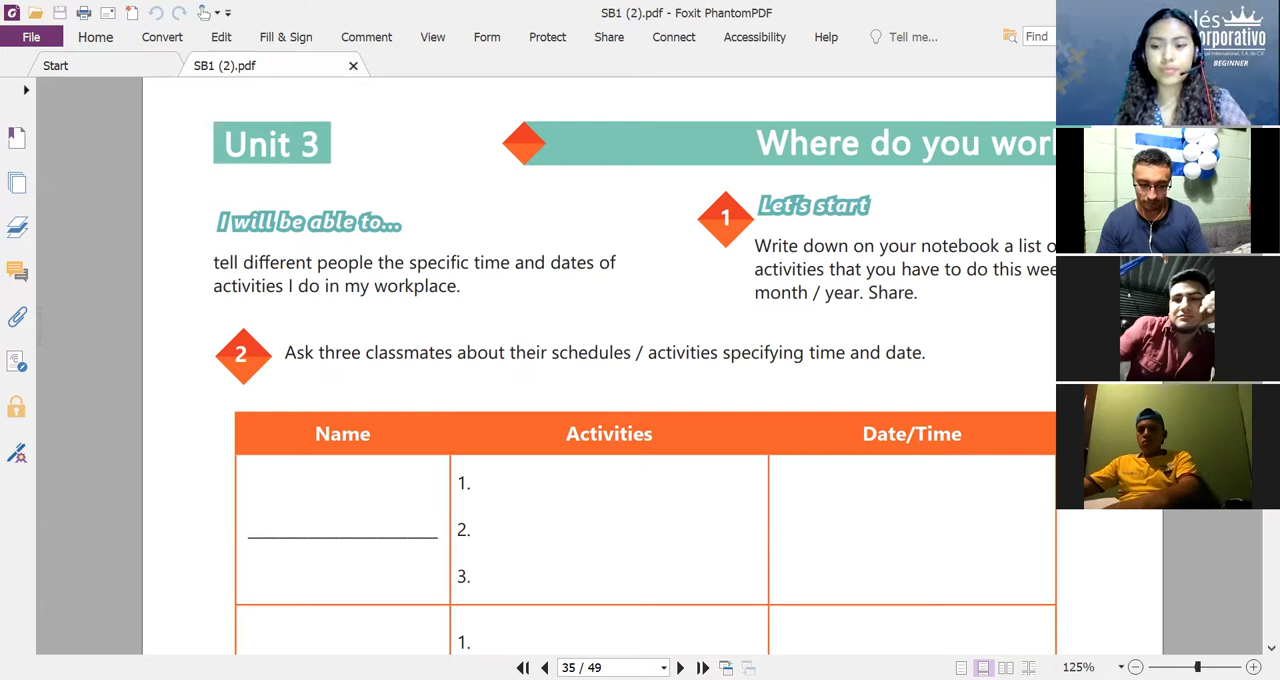 SB1 (2).pdf - Foxit PhantomPDF
File Home Convert Edit Fill & Sign Comment View Form Protect Share Connect Accessibility Help Tell me... Find
Start SB1 (2).pdf
lés
rporativo
BEGINNER
Unit 3
Where do you wor
I will be able to...
tell different people the specific time and dates of
activities I do in my workplace.
1
Let's start
Write down on your notebook a list o
activities that you have to do this wee
month / year. Share.
2
Ask three classmates about their schedules / activities specifying time and date.
Name Activities Date/Time
1.
2.
3.
1.
35 / 49
125%